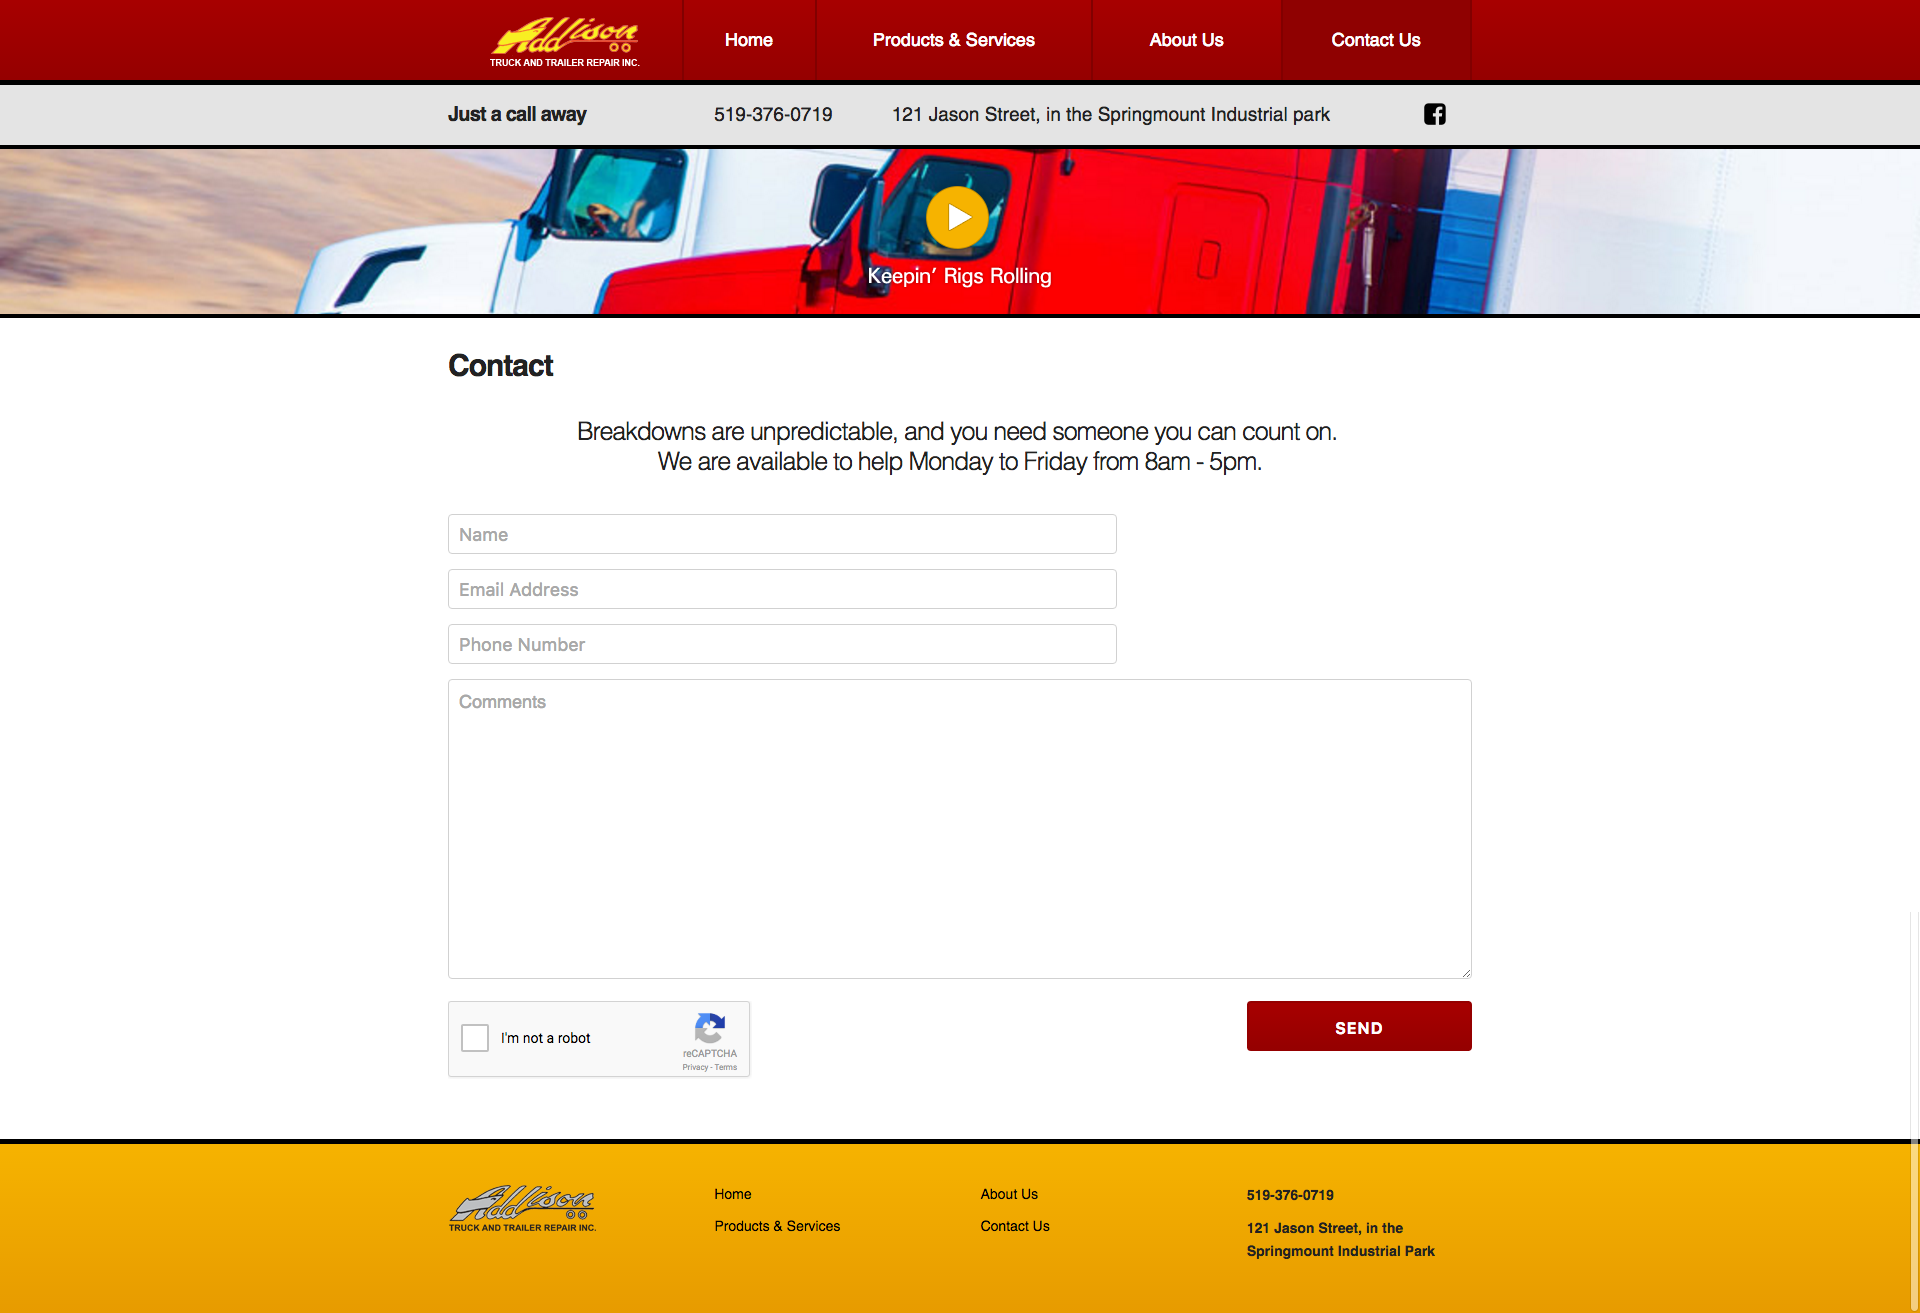 Addison
TRUCK AND TRAILER REPAIR INC.
Home
Products & Services
About Us
Contact Us
Just a call away
519-376-0719
121 Jason Street, in the Springmount Industrial park
Keepin’ Rigs Rolling
Contact
Breakdowns are unpredictable, and you need someone you can count on.
We are available to help Monday to Friday from 8am - 5pm.
Name
Email Address
Phone Number
Comments
I'm not a robot
reCAPTCHA
Privacy - Terms
SEND
Addison
TRUCK AND TRAILER REPAIR INC.
Home
Products & Services
About Us
Contact Us
519-376-0719
121 Jason Street, in the
Springmount Industrial Park